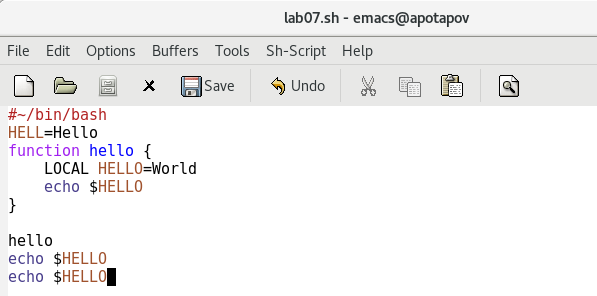 lab07.sh - emacs@apotapov
File Edit Options Buffers Tools Sh-Script Help
Save Undo
#~/bin/bash
HELL=Hello
function hello {
    LOCAL HELLO=World
    echo $HELLO
}
hello
echo $HELLO
echo $HELLO